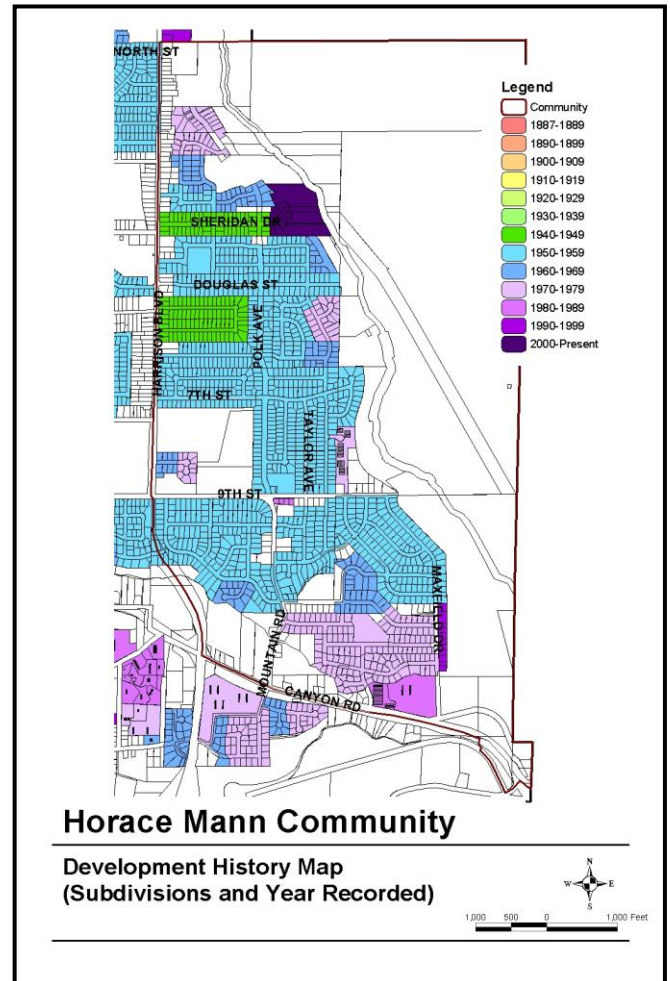 NORTH ST
Legend
Community
1887-1889
1890-1899
1900-1909
1910-1919
1920-1929
1930-1939
1940-1949
1950-1959
1960-1969
1970-1979
1980-1989
1990-1999
2000-Present
SHERIDAN DR
DOUGLAS ST
HARRISON BLVD
POLK AVE
7TH ST
TAYLOR AVE
9TH ST
MAXFIELD DR
MOUNTAIN RD
CANYON RD
Horace Mann Community
Development History Map
(Subdivisions and Year Recorded)
N
W E
S
1,000 500 0 1,000 Feet